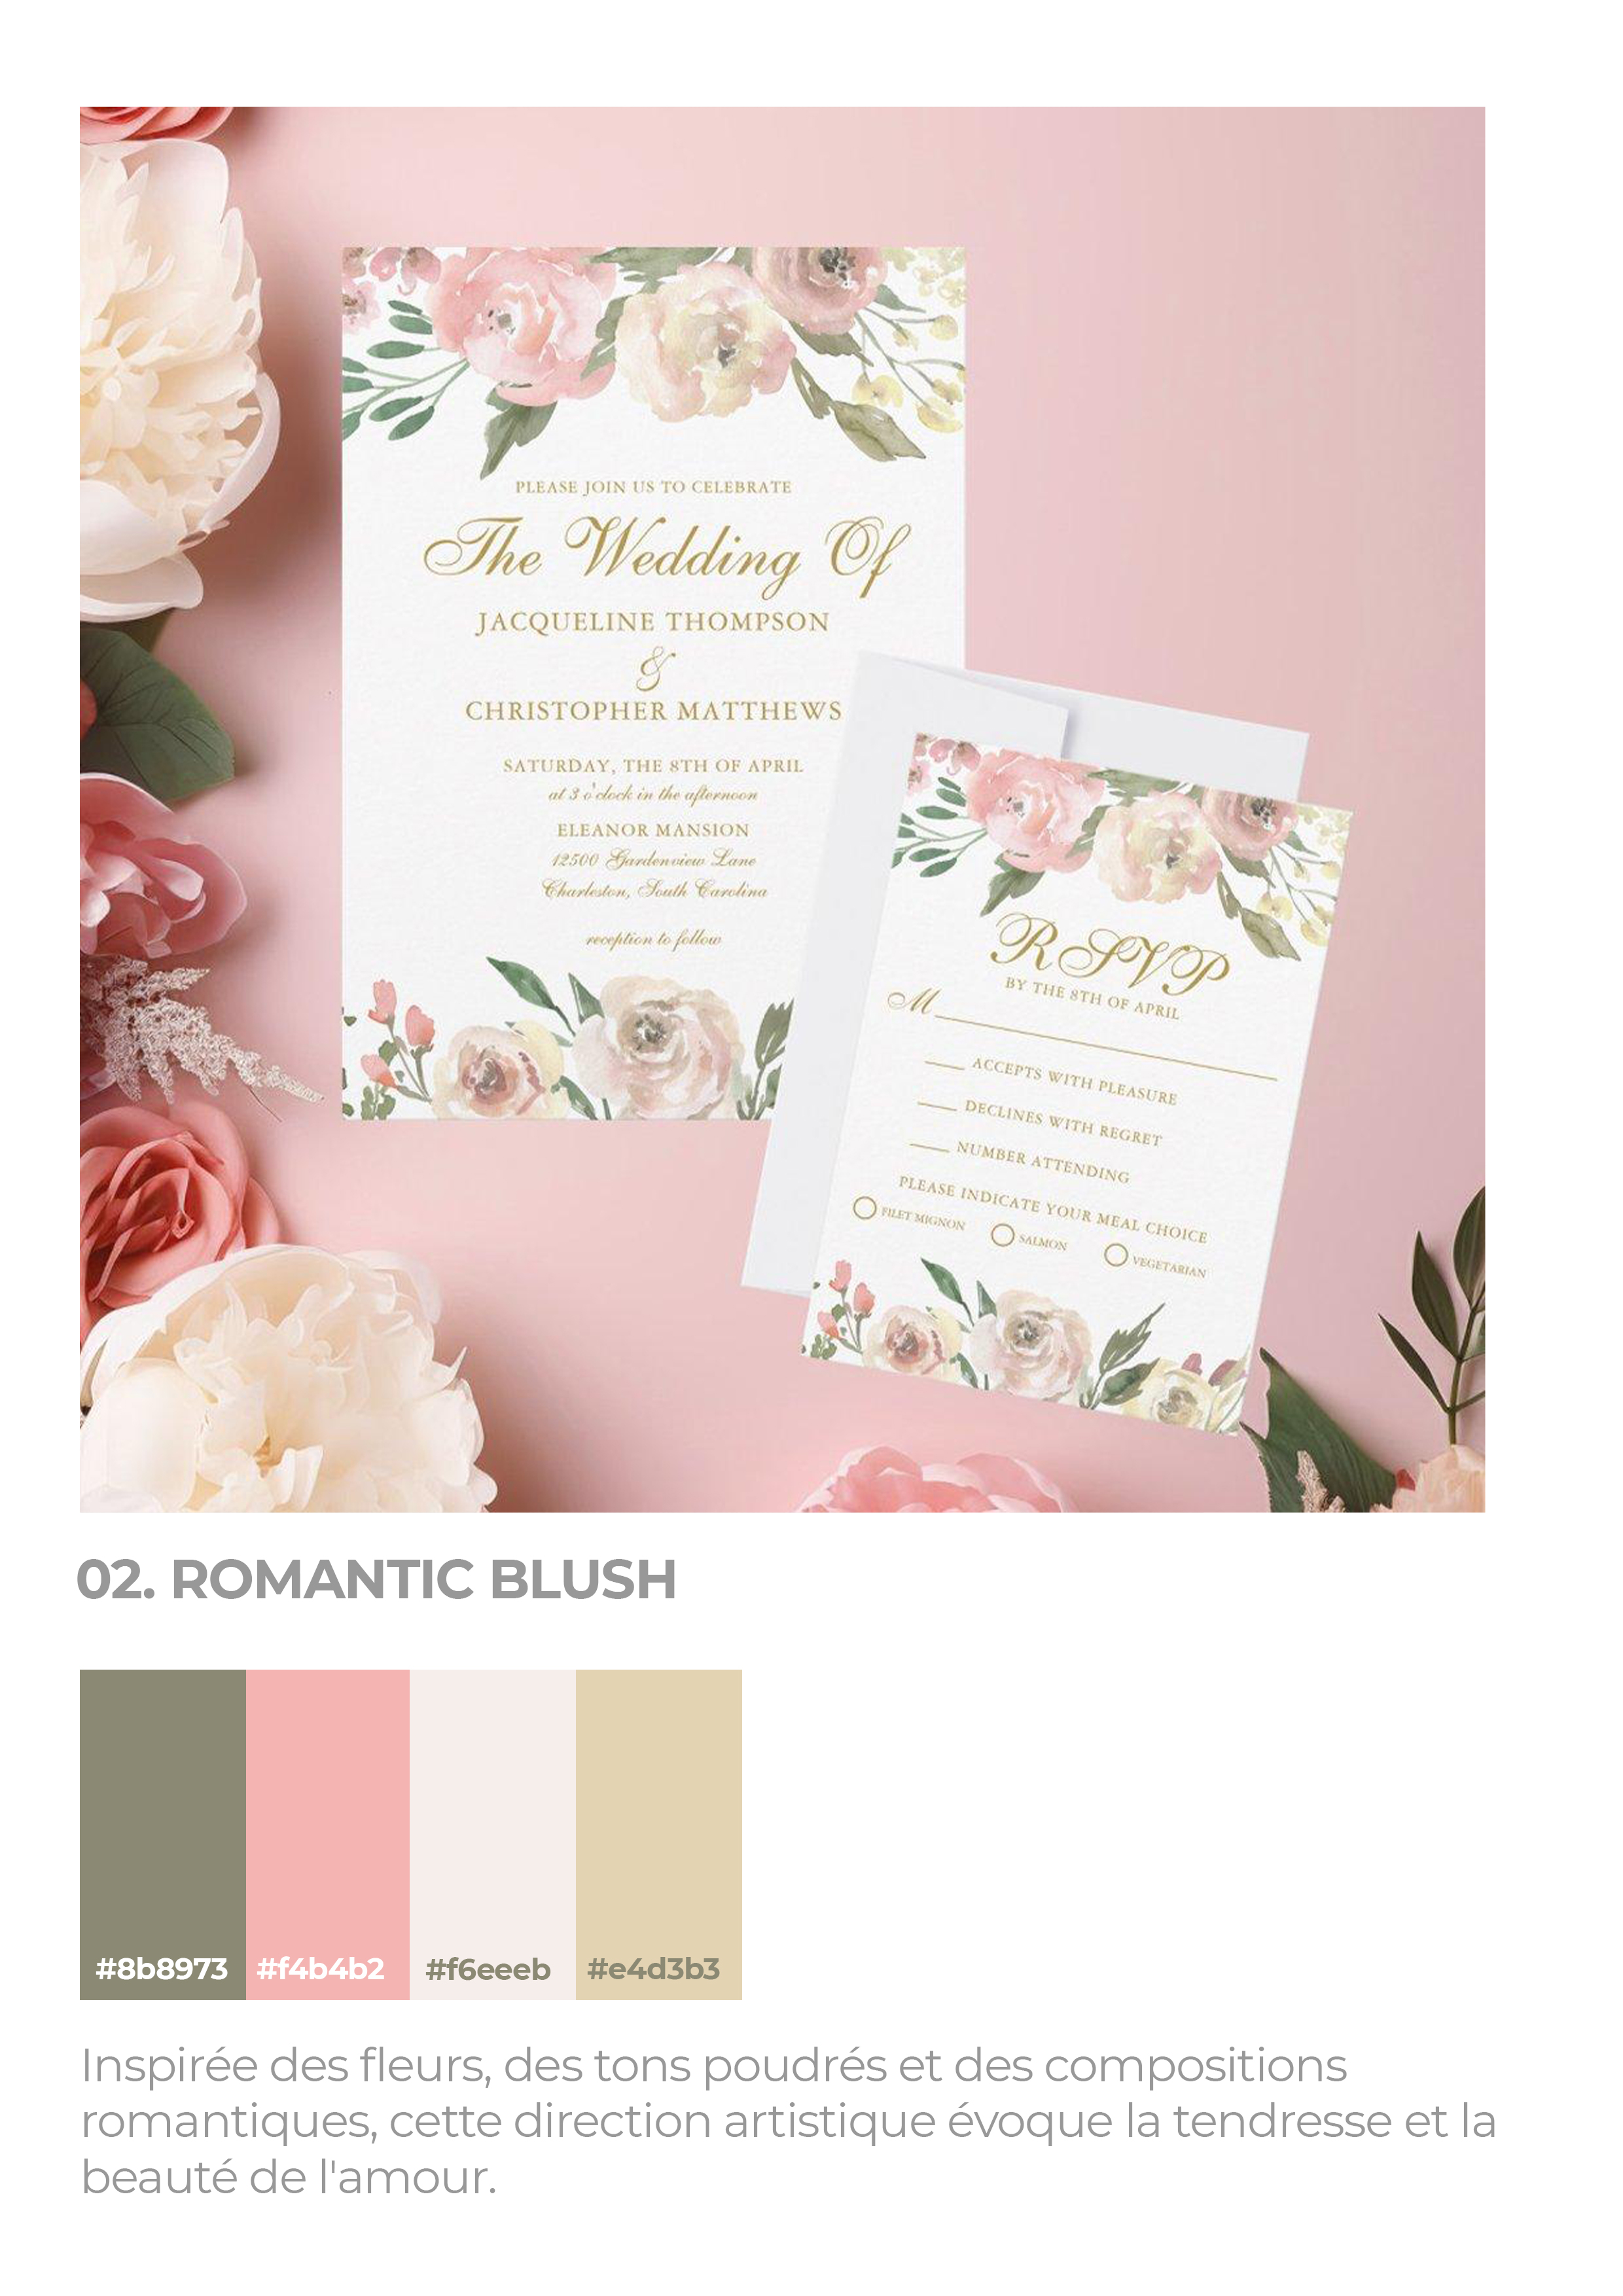 PLEASE JOIN US TO CELEBRATE
The Wedding Of
JACQUELINE THOMPSON
&
CHRISTOPHER MATTHEWS
SATURDAY, THE 8TH OF APRIL
at 3 o'clock in the afternoon
ELEANOR MANSION
12500 Gardenview Lane
Charleston, South Carolina
reception to follow
RSVP
BY THE 8TH OF APRIL
M
ACCEPTS WITH PLEASURE
DECLINES WITH REGRET
NUMBER ATTENDING
PLEASE INDICATE YOUR MEAL CHOICE
FILET MIGNON SALMON VEGETARIAN
02. ROMANTIC BLUSH
#8b8973 #f4b4b2 #f6eeeb #e4d3b3
Inspirée des fleurs, des tons poudrés et des compositions
romantiques, cette direction artistique évoque la tendresse et la
beauté de l'amour.